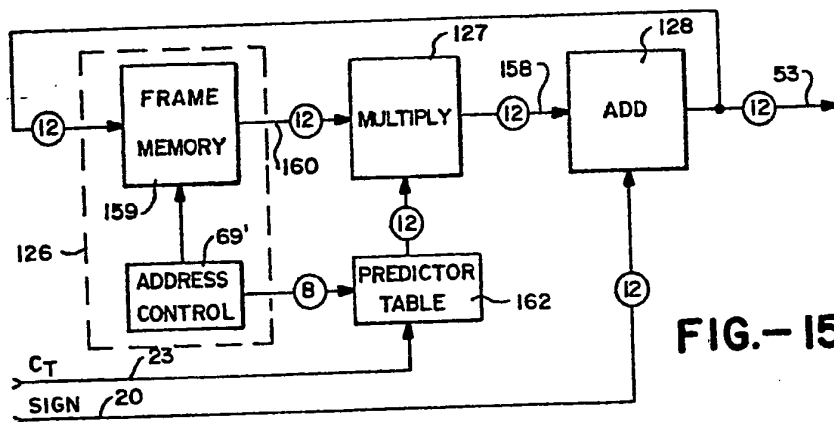 127
128
158
53
FRAME
MEMORY
12
12
MULTIPLY
12
ADD
12
160
159
12
126
69'
ADDRESS
CONTROL
8
PREDICTOR
TABLE
162
12
FIG.-15
CT
23
SIGN
20